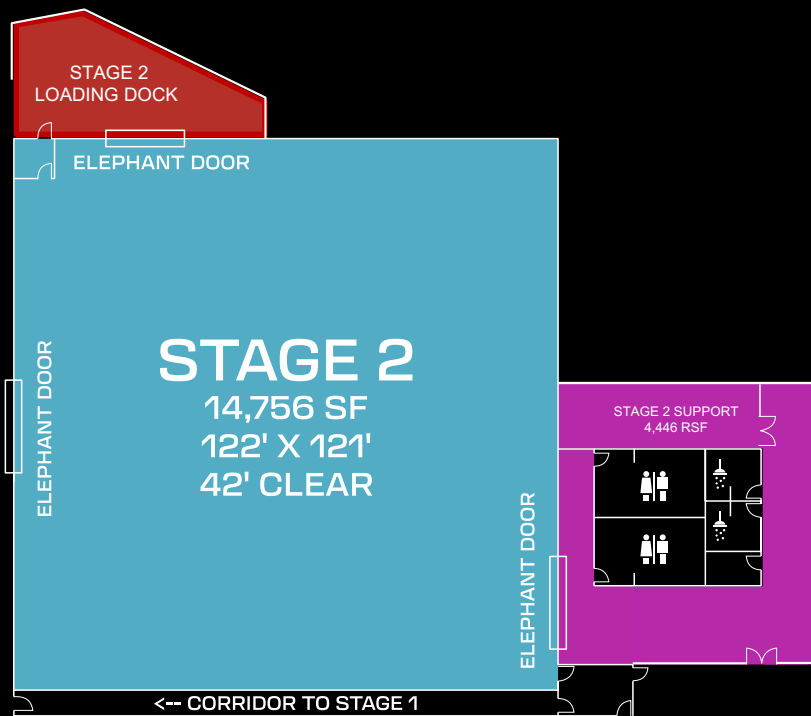 STAGE 2
LOADING DOCK
ELEPHANT DOOR
ELEPHANT DOOR
STAGE 2
14,756 SF
122' X 121'
42' CLEAR
STAGE 2 SUPPORT
4,446 RSF
ELEPHANT DOOR
<-- CORRIDOR TO STAGE 1